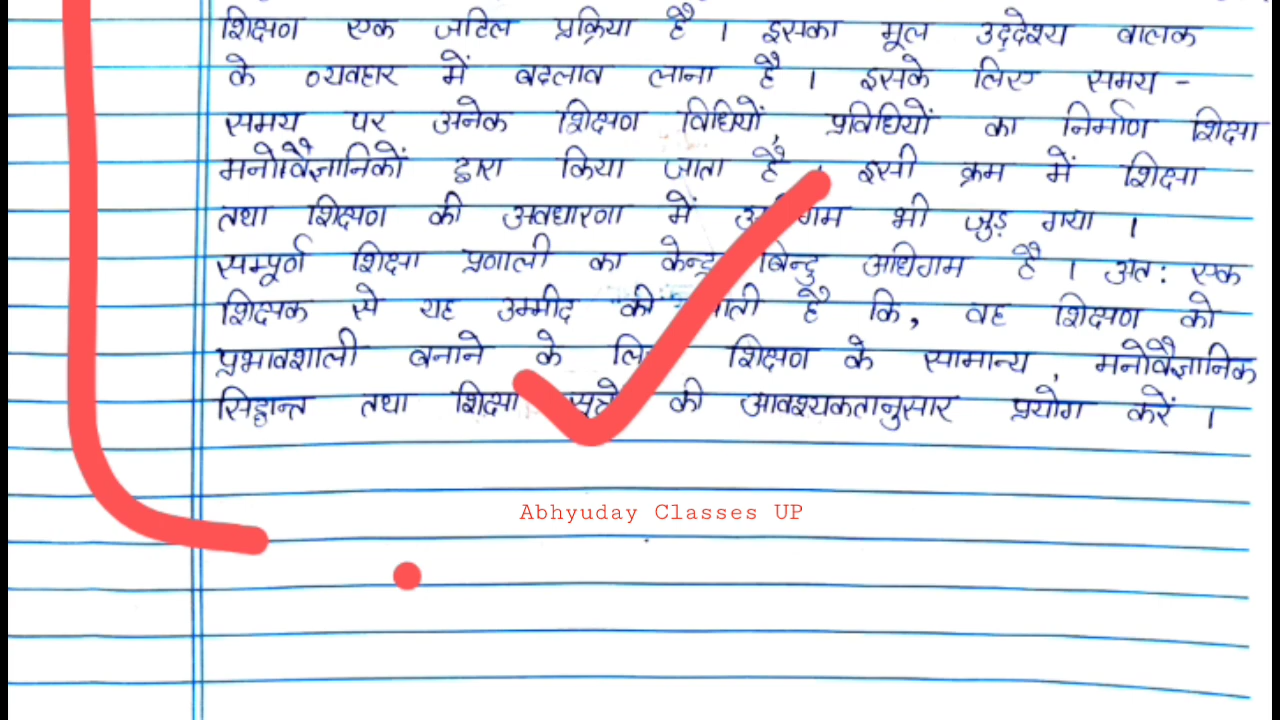 शिक्षण एक जटिल प्रक्रिया है । इसका मूल उद्देश्य बालक
के व्यवहार में बदलाव लाना है । इसके लिए समय -
समय पर अनेक शिक्षण विधियों, प्रविधियों का निर्माण शिक्षा
मनोवैज्ञानिकों द्वारा किया जाता है । इसी क्रम में शिक्षा
तथा शिक्षण की अवधारणा में भी जुड़ गया ।
सम्पूर्ण शिक्षा प्रणाली का केन्द्र बिन्दु अधिगम है । अतः एक
शिक्षक से यह उम्मीद की जाती है कि, वह शिक्षण को
प्रभावशाली बनाने के लिए शिक्षण के सामान्य, मनोवैज्ञानिक
सिद्धान्त तथा शिक्षा की आवश्यकतानुसार प्रयोग करें ।
Abhyuday Classes UP